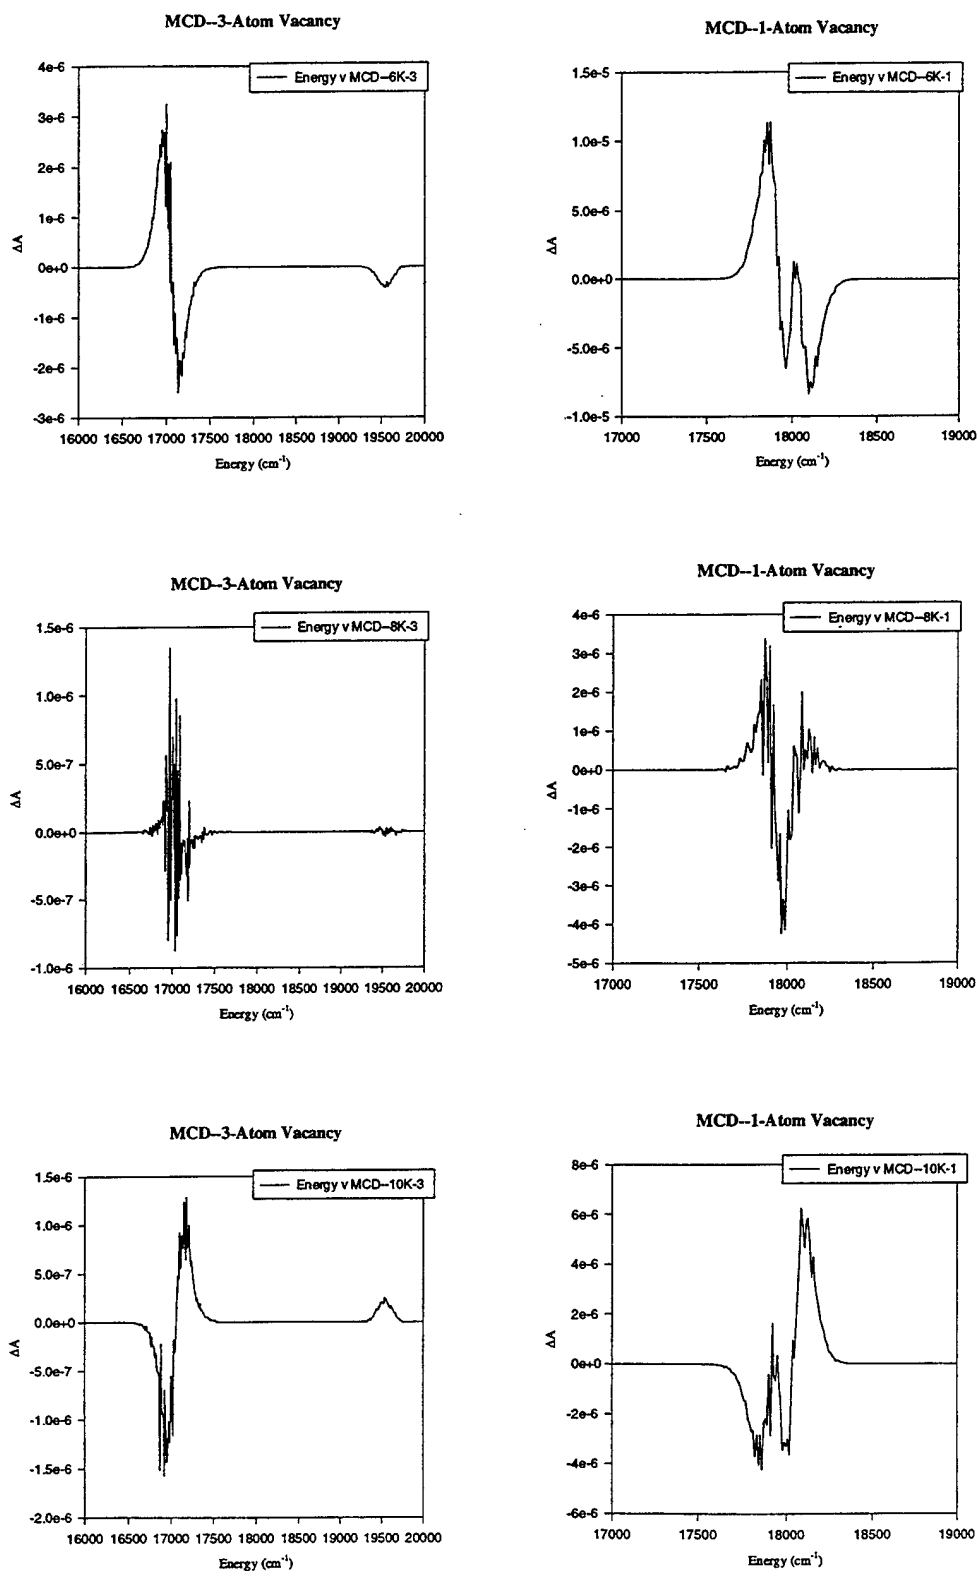 MCD--3-Atom Vacancy
Energy v MCD--6K-3
4e-6
3e-6
2e-6
1e-6
0e+0
-1e-6
-2e-6
-3e-6
ΔA
16000 16500 17000 17500 18000 18500 19000 19500 20000
Energy (cm⁻¹)
MCD--1-Atom Vacancy
Energy v MCD--6K-1
1.5e-5
1.0e-5
5.0e-6
0.0e+0
-5.0e-6
-1.0e-5
ΔA
17000 17500 18000 18500 19000
Energy (cm⁻¹)
MCD--3-Atom Vacancy
Energy v MCD--8K-3
1.5e-6
1.0e-6
5.0e-7
0.0e+0
-5.0e-7
-1.0e-6
ΔA
16000 16500 17000 17500 18000 18500 19000 19500 20000
Energy (cm⁻¹)
MCD--1-Atom Vacancy
Energy v MCD--8K-1
4e-6
3e-6
2e-6
1e-6
0e+0
-1e-6
-2e-6
-3e-6
-4e-6
-5e-6
ΔA
17000 17500 18000 18500 19000
Energy (cm⁻¹)
MCD--3-Atom Vacancy
Energy v MCD--10K-3
1.5e-6
1.0e-6
5.0e-7
0.0e+0
-5.0e-7
-1.0e-6
-1.5e-6
-2.0e-6
ΔA
16000 16500 17000 17500 18000 18500 19000 19500 20000
Energy (cm⁻¹)
MCD--1-Atom Vacancy
Energy v MCD--10K-1
8e-6
6e-6
4e-6
2e-6
0e+0
-2e-6
-4e-6
-6e-6
ΔA
17000 17500 18000 18500 19000
Energy (cm⁻¹)